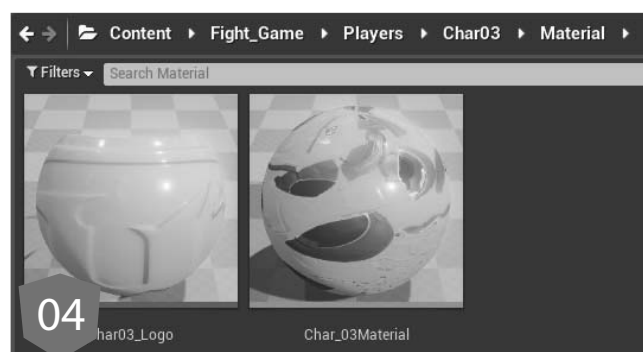 Content Fight_Game Players Char03 Material
Filters Search Material
04
har03_Logo Char_03Material